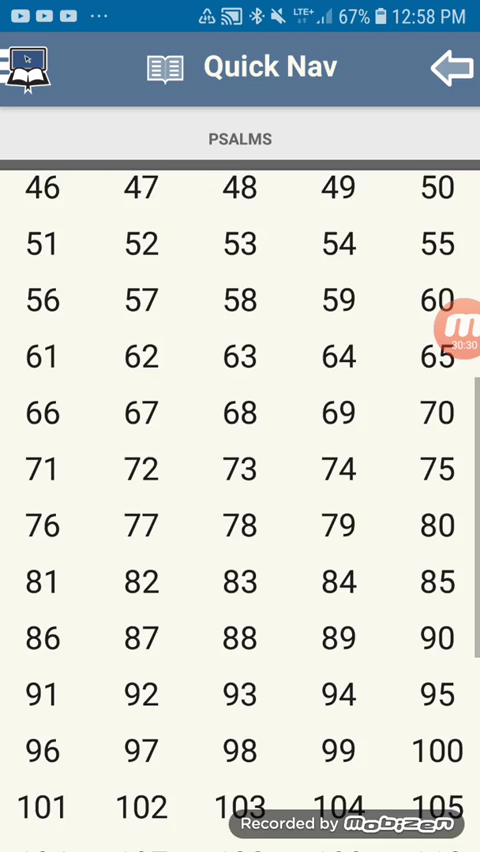 LTE+ 67% 12:58 PM
Quick Nav
PSALMS
46 47 48 49 50
51 52 53 54 55
56 57 58 59 60
61 62 63 64 65
30:30
66 67 68 69 70
71 72 73 74 75
76 77 78 79 80
81 82 83 84 85
86 87 88 89 90
91 92 93 94 95
96 97 98 99 100
101 102 103 104 105
Recorded by mobizen